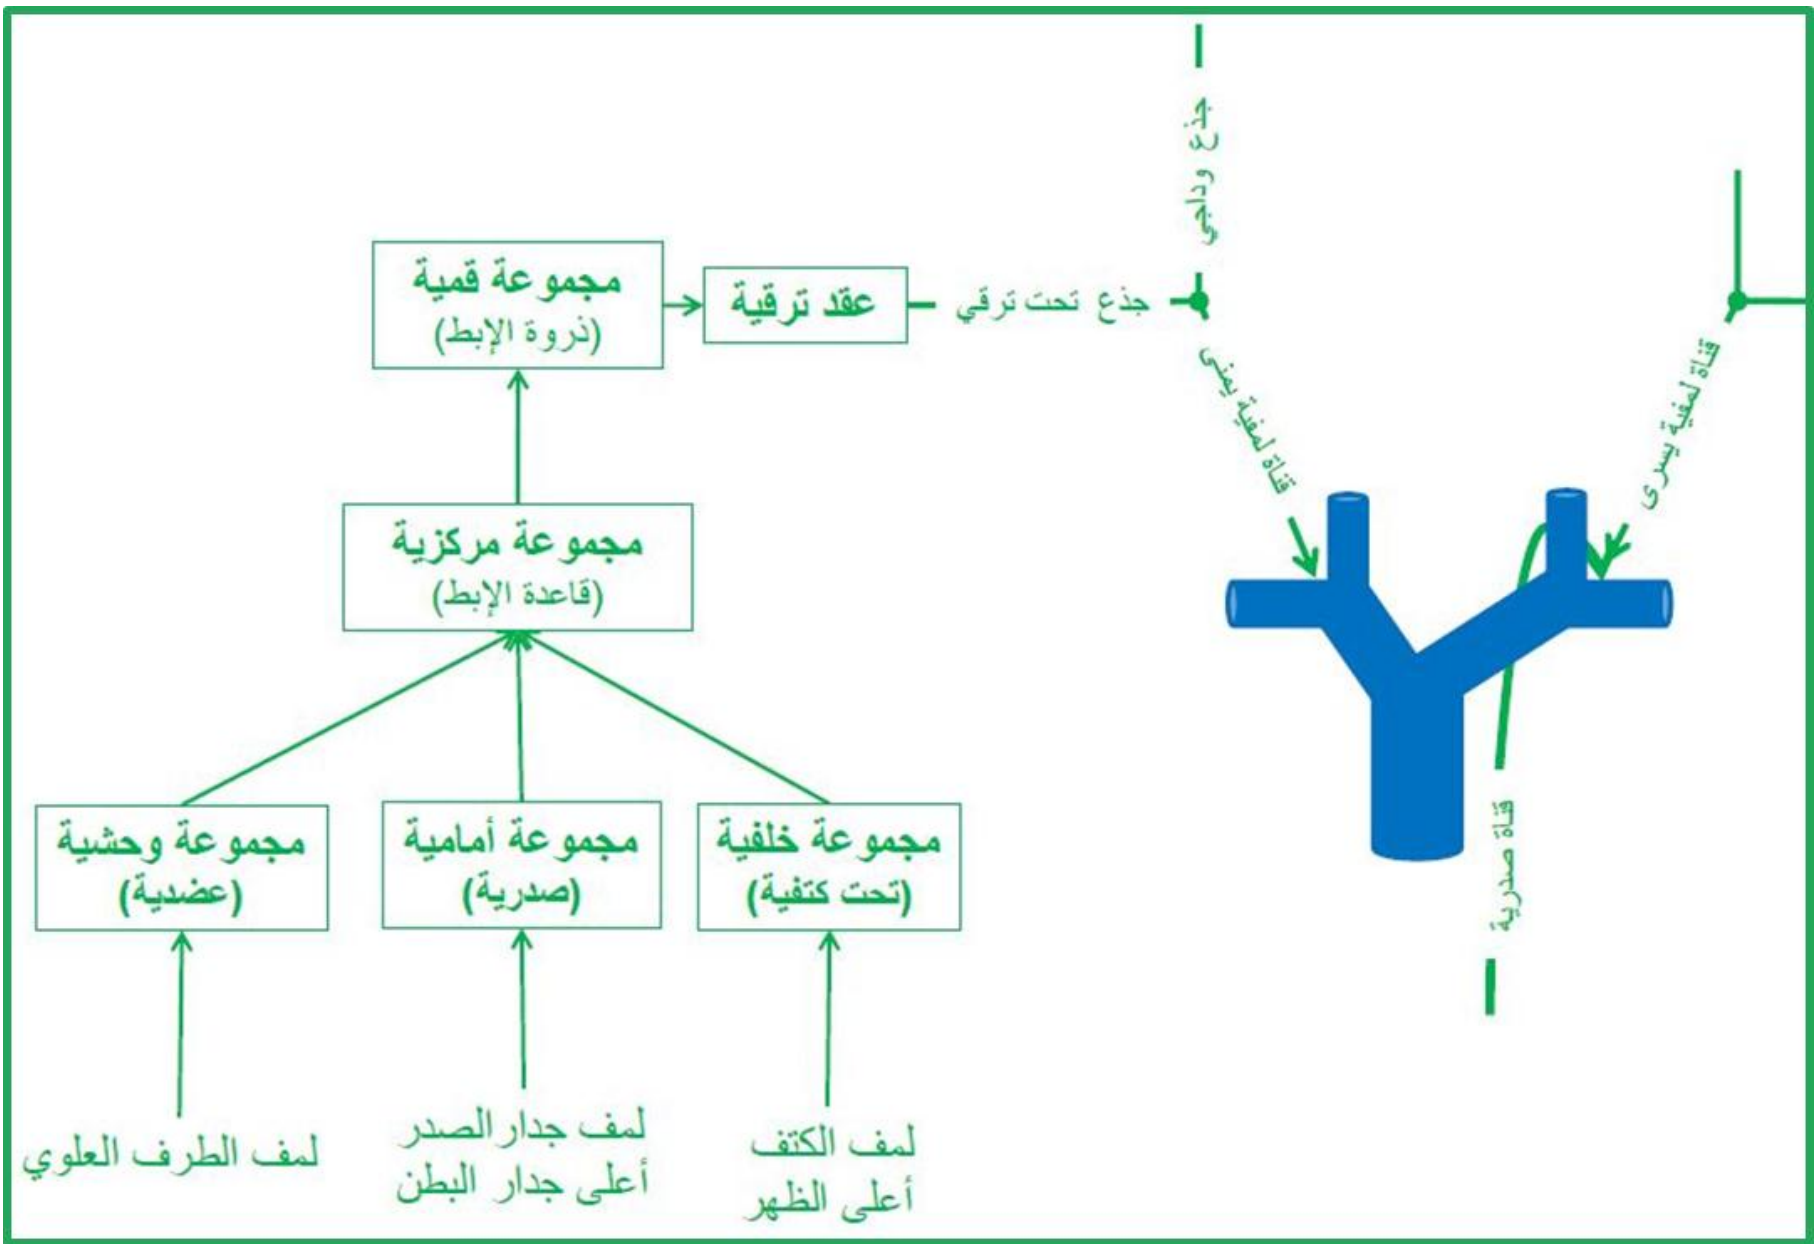 جذع وداجي
مجموعة قمية
(ذروة الإبط)
عقد ترقية
جذع تحت ترقي
قناة لمفية يمنى
قناة لمفية يسرى
مجموعة مركزية
(قاعدة الإبط)
مجموعة خلفية
(تحت كتفية)
مجموعة أمامية
(صدرية)
مجموعة وحشية
(عضدية)
قناة صدرية
لمف الكتف
أعلى الظهر
لمف جدار الصدر
أعلى جدار البطن
لمف الطرف العلوي